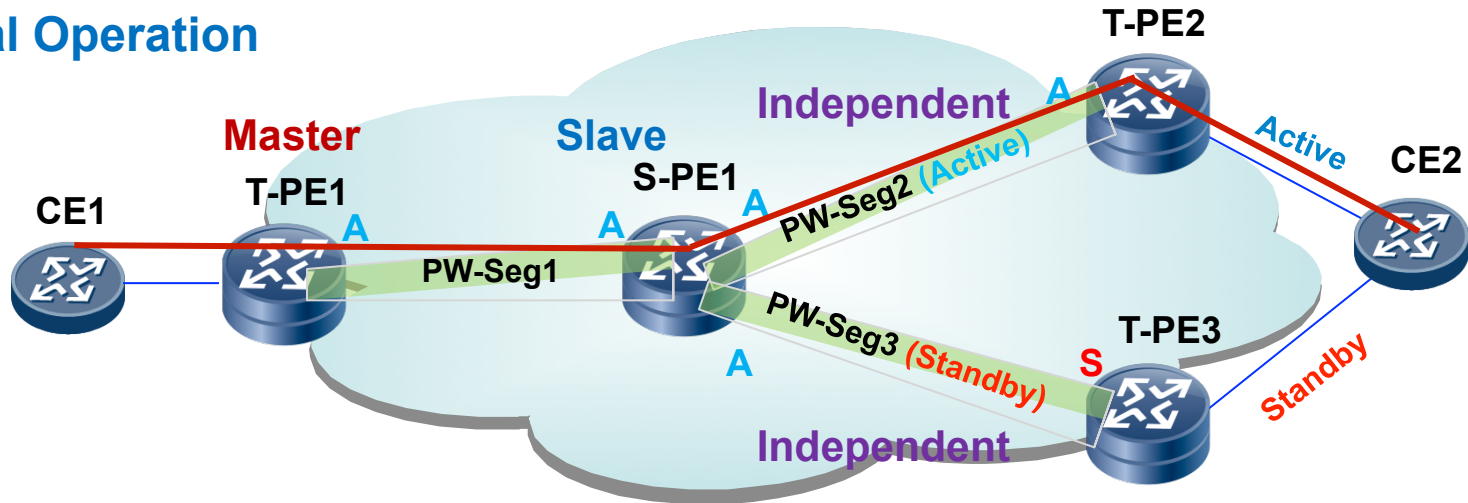 al Operation
T-PE2
Independent
A
Master
Slave
Active
T-PE1
S-PE1
CE2
CE1
A
A
A
PW-Seg2 (Active)
PW-Seg1
PW-Seg3 (Standby)
T-PE3
A
S
Standby
Independent